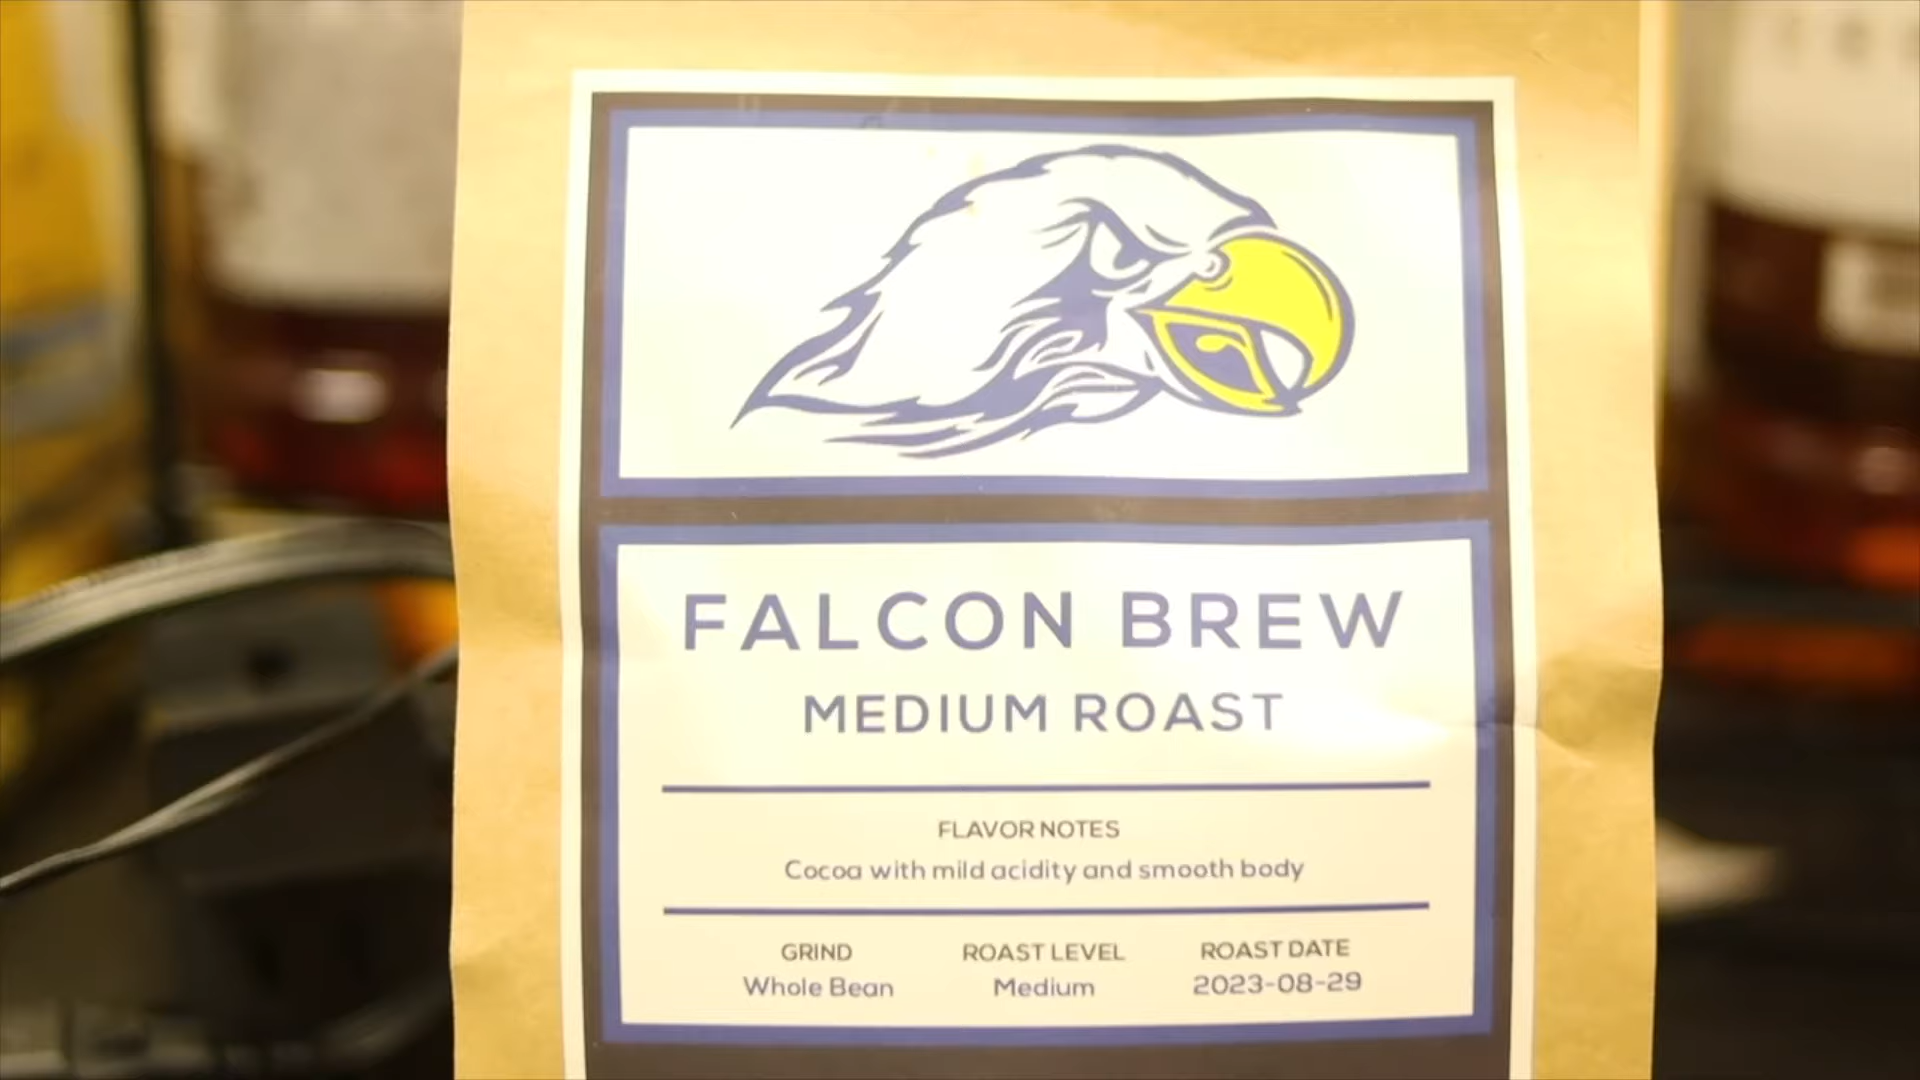 FALCON BREW
MEDIUM ROAST
FLAVOR NOTES
Cocoa with mild acidity and smooth body
GRIND
Whole Bean
ROAST LEVEL
Medium
ROAST DATE
2023-08-29